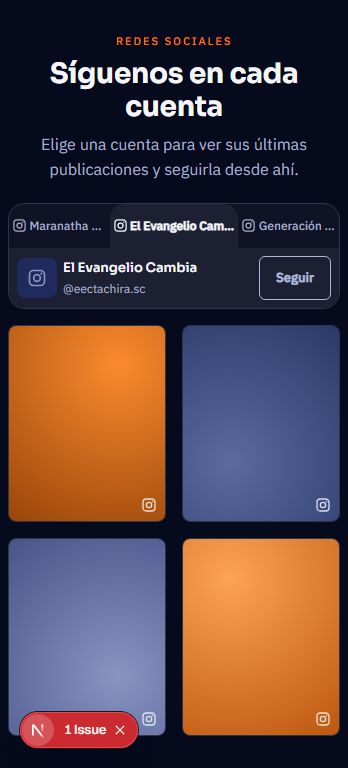 REDES SOCIALES
Síguenos en cada
cuenta
Elige una cuenta para ver sus últimas
publicaciones y seguirla desde ahí.
Maranatha ... El Evangelio Cam... Generación ...
El Evangelio Cambia
@eectachira.sc
Seguir
N 1 Issue